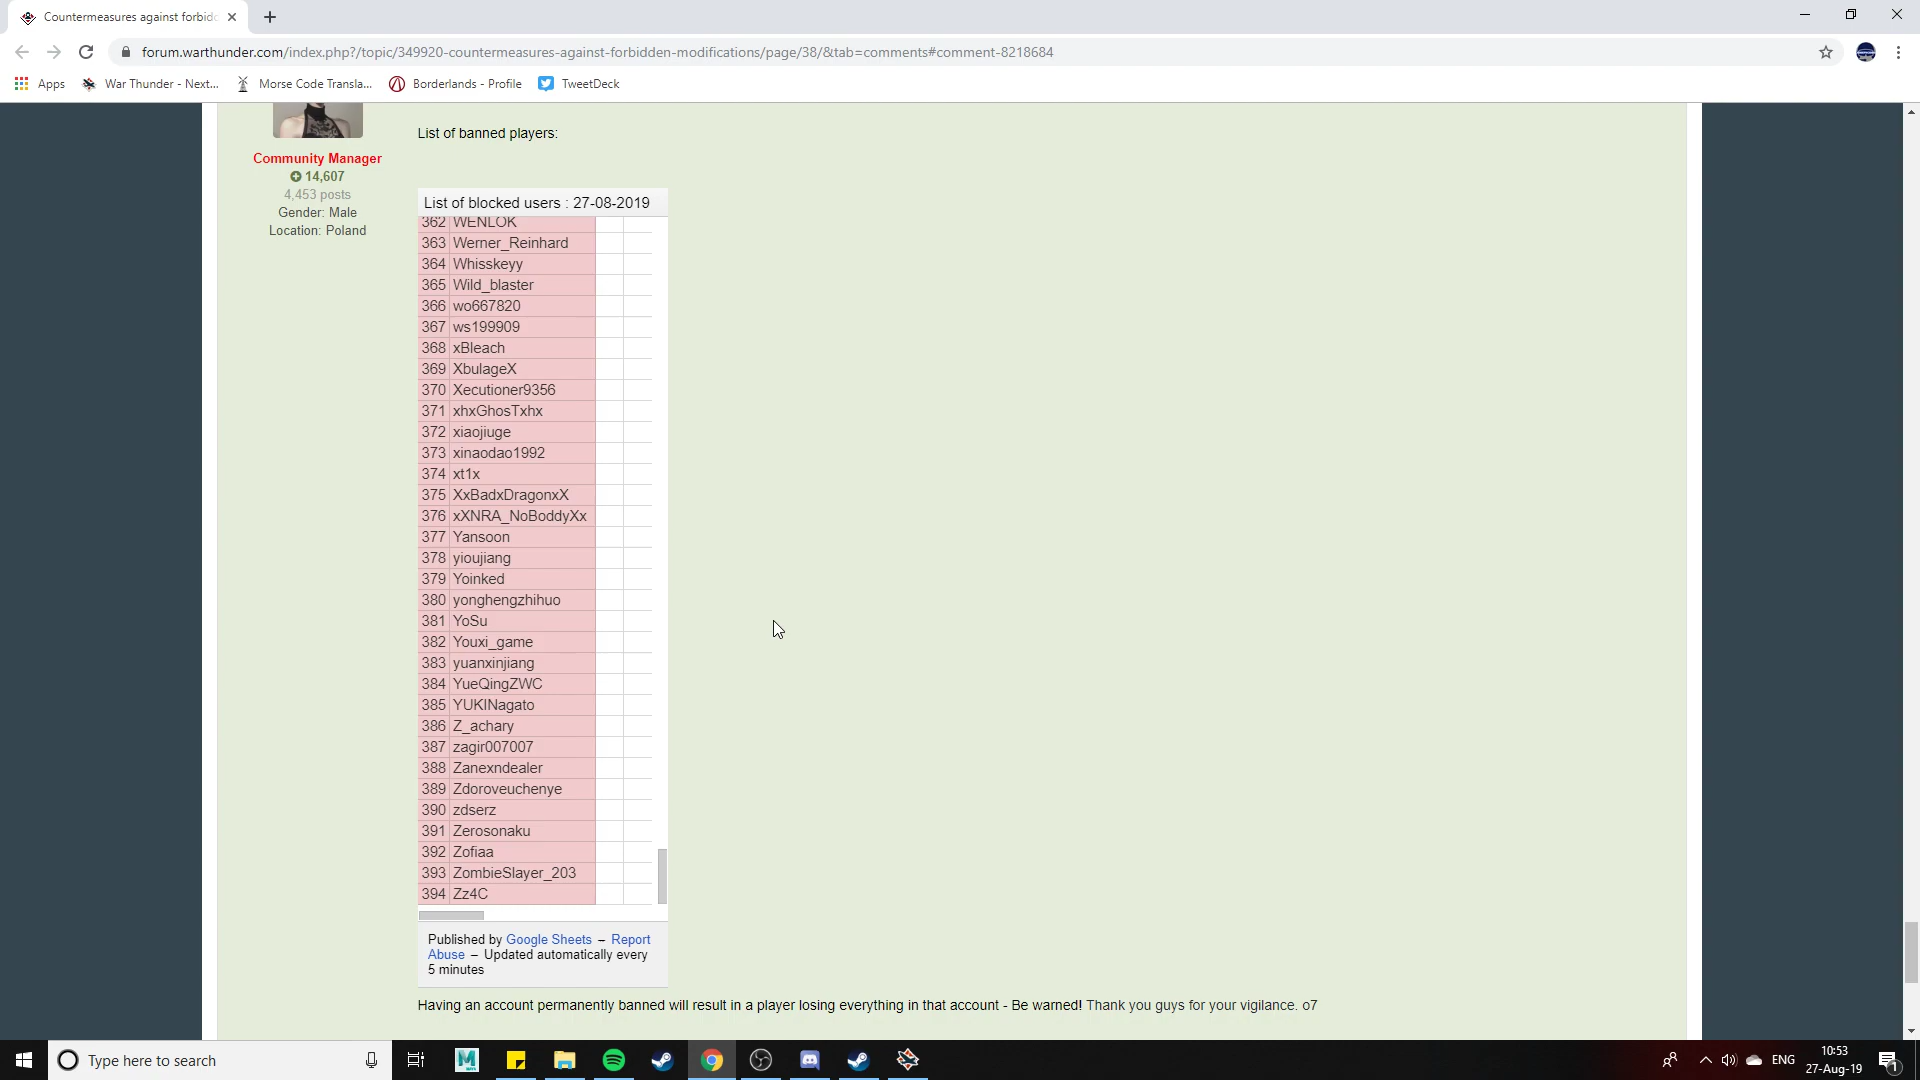 Countermeasures against forbidd
forum.warthunder.com/index.php?/topic/349920-countermeasures-against-forbidden-modifications/page/38/&tab=comments#comment-8218684
Apps War Thunder - Next... Morse Code Transla... Borderlands - Profile TweetDeck
List of banned players:
Community Manager
14,607
4,453 posts
Gender: Male
Location: Poland
List of blocked users : 27-08-2019
362 WENLOK
363 Werner_Reinhard
364 Whisskeyy
365 Wild_blaster
366 wo667820
367 ws199909
368 xBleach
369 XbulageX
370 Xecutioner9356
371 xhxGhosTxhx
372 xiaojiuge
373 xinaodao1992
374 xt1x
375 XxBadxDragonxX
376 xXNRA_NoBoddyXx
377 Yansoon
378 yioujiang
379 Yoinked
380 yonghengzhihuo
381 YoSu
382 Youxi_game
383 yuanxinjiang
384 YueQingZWC
385 YUKINagato
386 Z_achary
387 zagir007007
388 Zanexndealer
389 Zdoroveuchenye
390 zdserz
391 Zerosonaku
392 Zofiaa
393 ZombieSlayer_203
394 Zz4C
Published by Google Sheets – Report
Abuse – Updated automatically every
5 minutes
Having an account permanently banned will result in a player losing everything in that account - Be warned! Thank you guys for your vigilance. o7
Type here to search
M
ENG
10:53
27-Aug-19
1